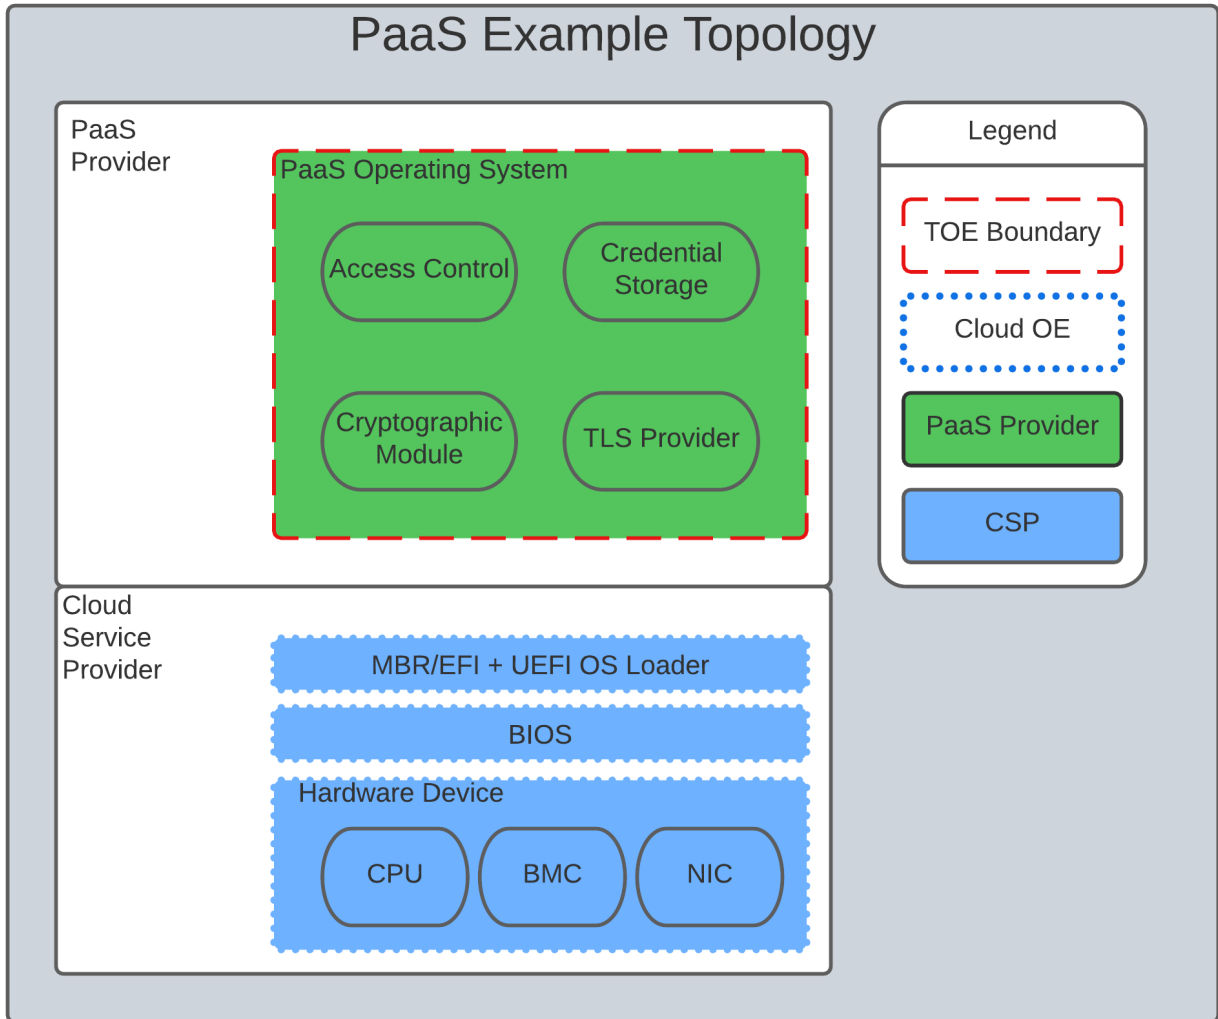 PaaS Example Topology
PaaS
Provider
PaaS Operating System
Access Control
Credential
Storage
Cryptographic
Module
TLS Provider
Legend
TOE Boundary
Cloud OE
PaaS Provider
CSP
Cloud
Service
Provider
MBR/EFI + UEFI OS Loader
BIOS
Hardware Device
CPU
BMC
NIC